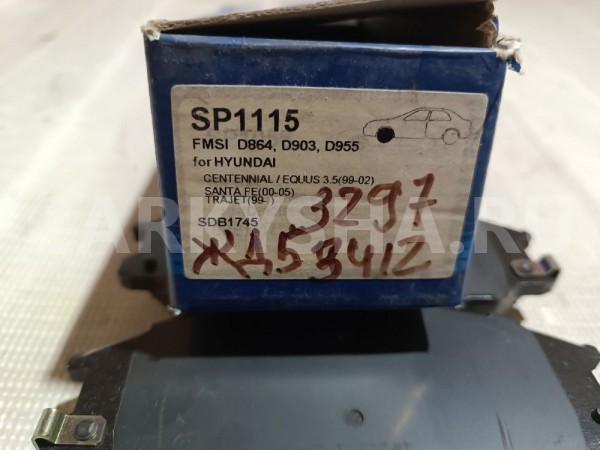 SP1115
FMSI D864, D903, D955
for HYUNDAI
CENTENNIAL / EQUUS 3.5(99-02)
SANTA FE(00-05)
TRAJET(99- )
SDB1745
3297
ЖД53412